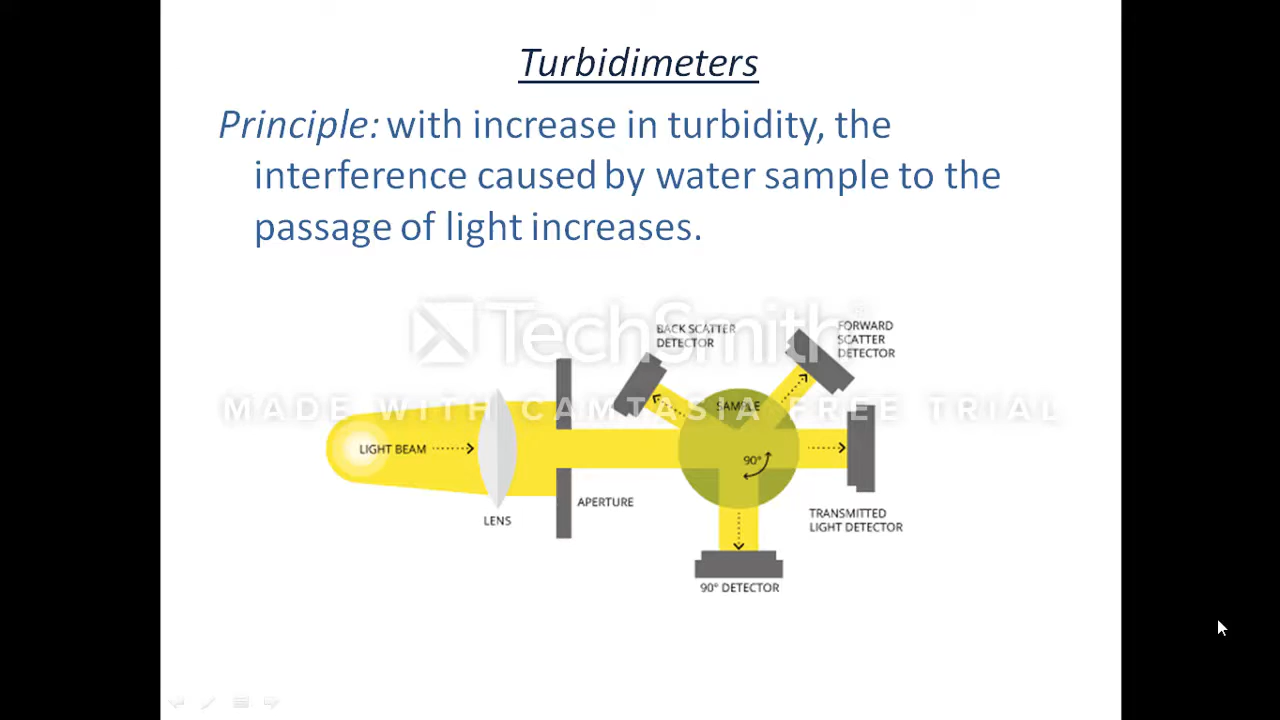 Turbidimeters
Principle: with increase in turbidity, the
interference caused by water sample to the
passage of light increases.
TechSmith
MADE WITH CAMTASIA FREE TRIAL
BACK SCATTER
DETECTOR
FORWARD
SCATTER
DETECTOR
SAMPLE
LIGHT BEAM
90°
LENS
APERTURE
TRANSMITTED
LIGHT DETECTOR
90° DETECTOR